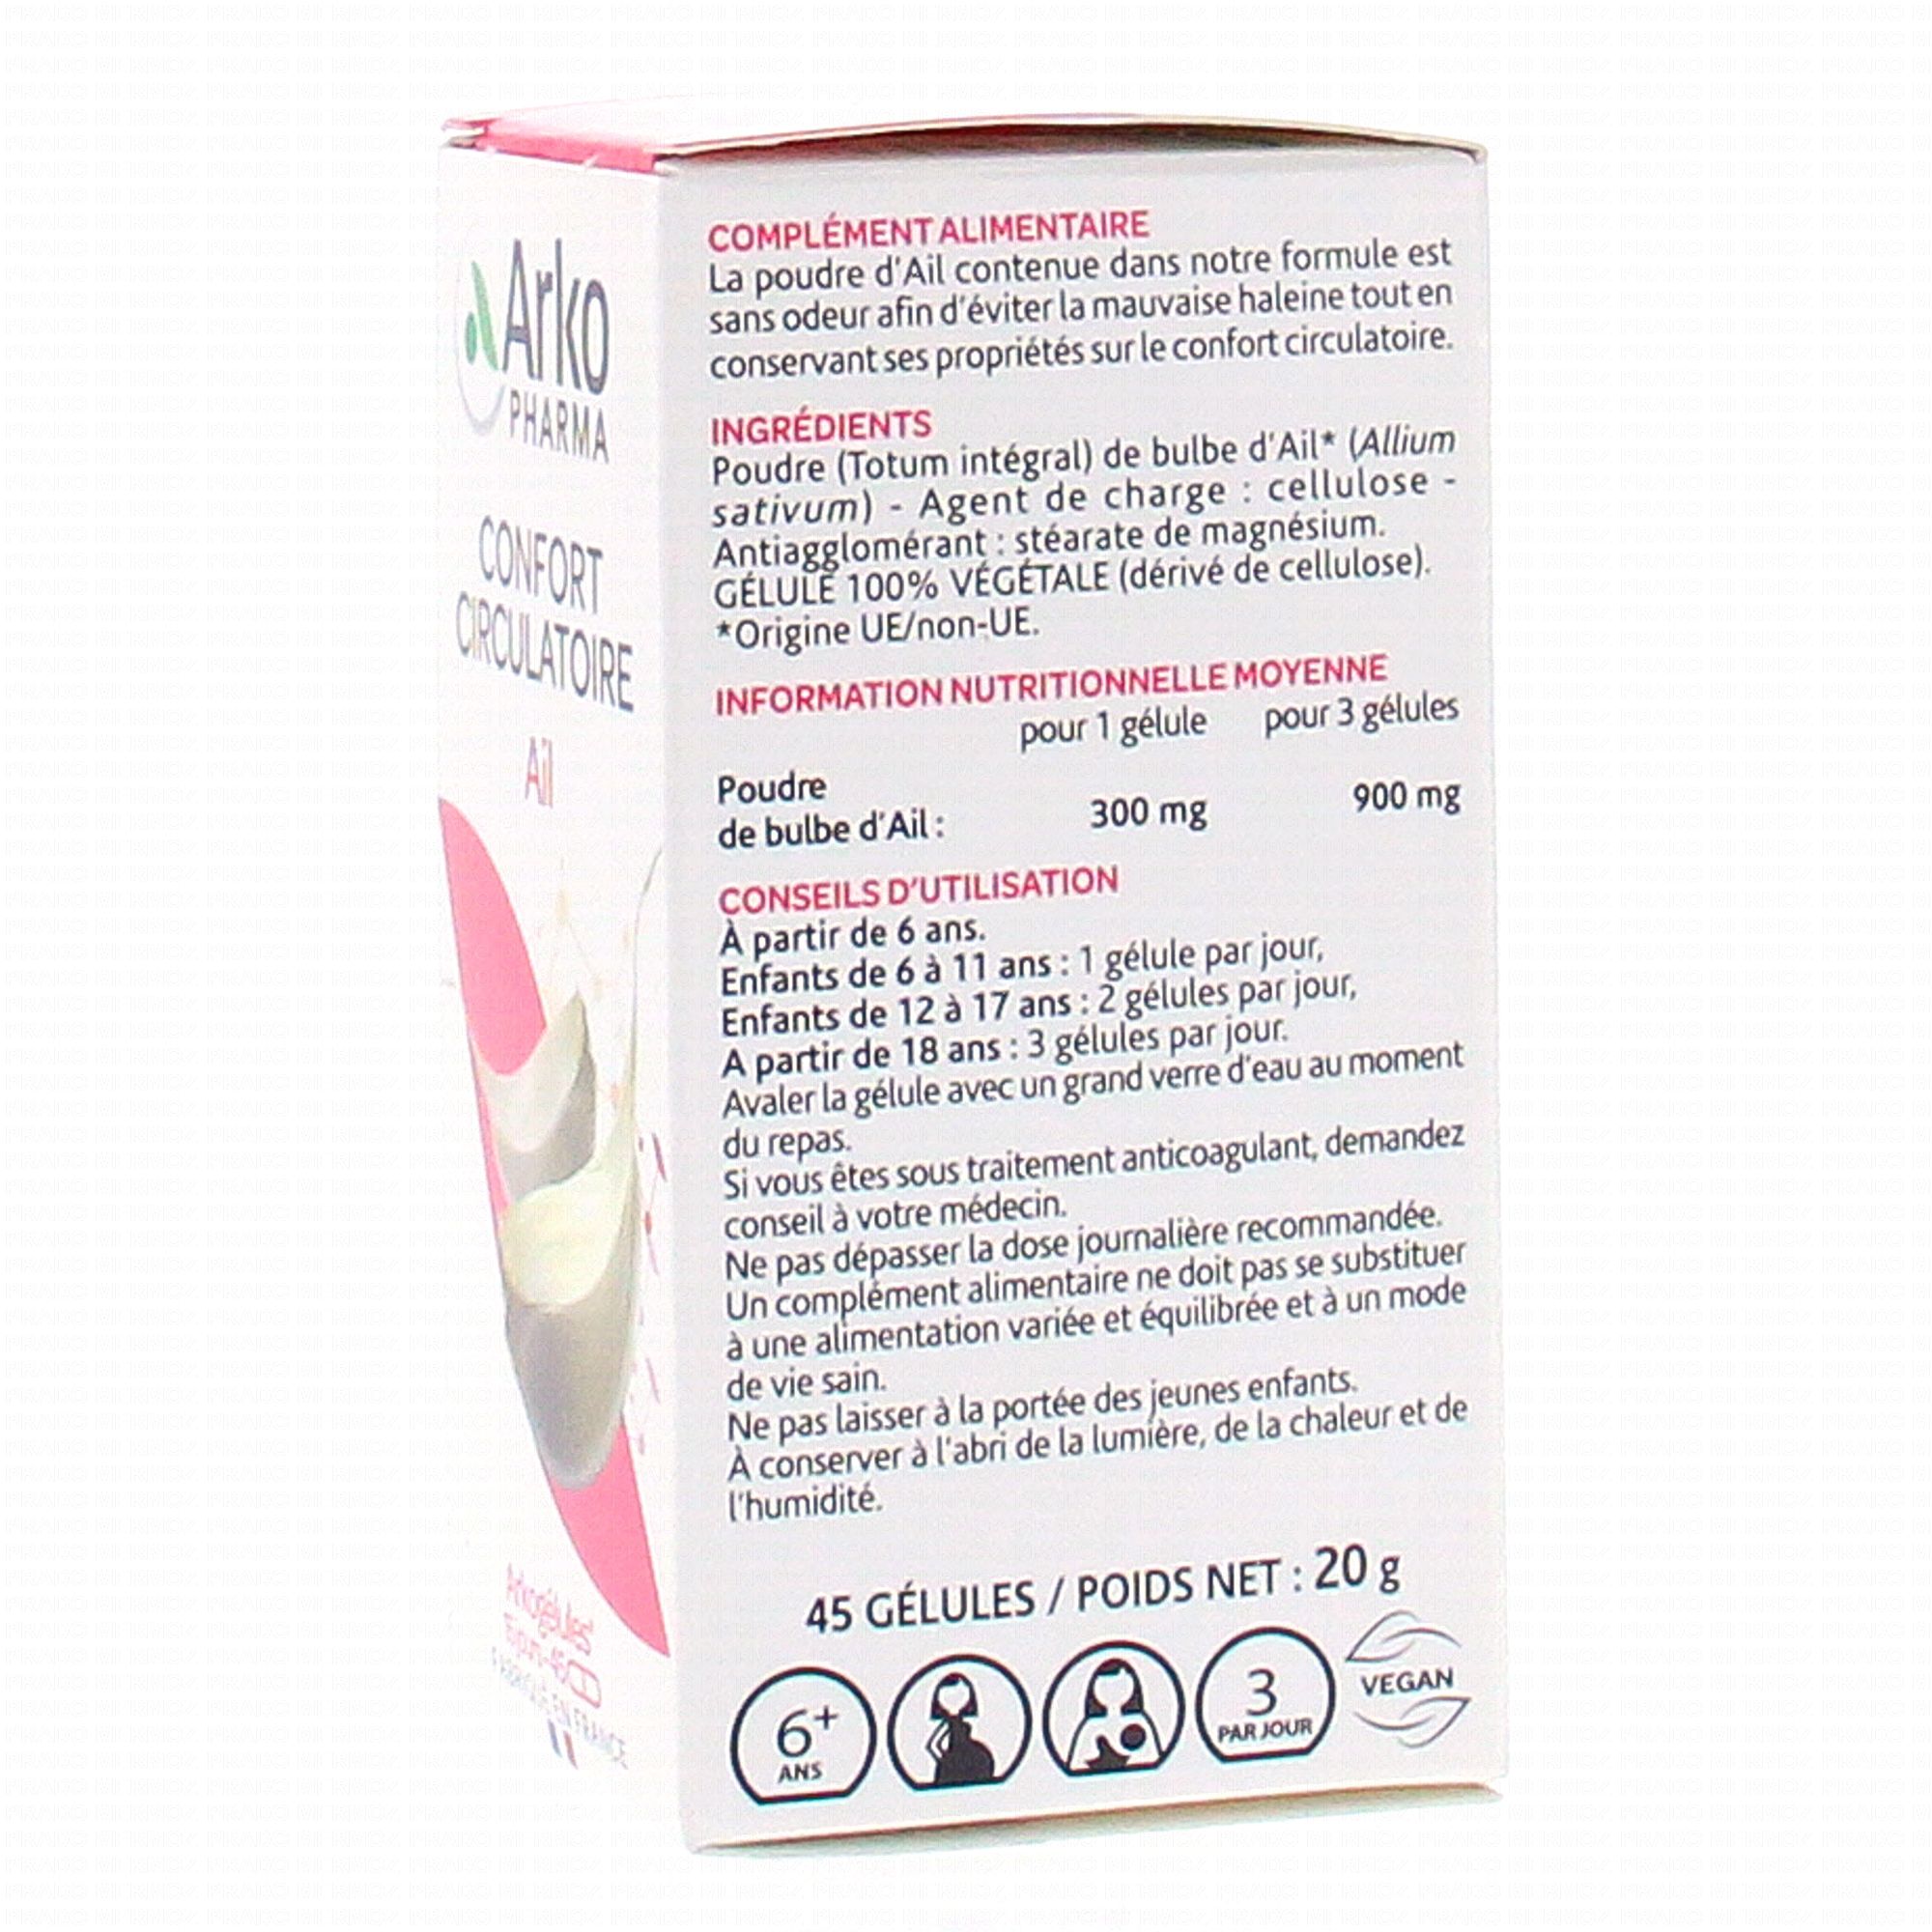 Arko
PHARMA
CONFORT
CIRCULATOIRE
Ail
Arkogélules
15 jours - 45
FABRIQUÉ EN FRANCE
COMPLÉMENT ALIMENTAIRE
La poudre d'Ail contenue dans notre formule est
sans odeur afin d'éviter la mauvaise haleine tout en
conservant ses propriétés sur le confort circulatoire.
INGRÉDIENTS
Poudre (Totum intégral) de bulbe d'Ail* (Allium
sativum) - Agent de charge : cellulose -
Antiagglomérant : stéarate de magnésium.
GÉLULE 100% VÉGÉTALE (dérivé de cellulose).
*Origine UE/non-UE.
INFORMATION NUTRITIONNELLE MOYENNE
pour 1 gélule pour 3 gélules
Poudre
de bulbe d'Ail : 300 mg 900 mg
CONSEILS D'UTILISATION
À partir de 6 ans.
Enfants de 6 à 11 ans : 1 gélule par jour,
Enfants de 12 à 17 ans : 2 gélules par jour,
A partir de 18 ans : 3 gélules par jour.
Avaler la gélule avec un grand verre d'eau au moment
du repas.
Si vous êtes sous traitement anticoagulant, demandez
conseil à votre médecin.
Ne pas dépasser la dose journalière recommandée.
Un complément alimentaire ne doit pas se substituer
à une alimentation variée et équilibrée et à un mode
de vie sain.
Ne pas laisser à la portée des jeunes enfants.
À conserver à l'abri de la lumière, de la chaleur et de
l'humidité.
45 GÉLULES / POIDS NET : 20 g
6+
ANS
3
PAR JOUR
VEGAN